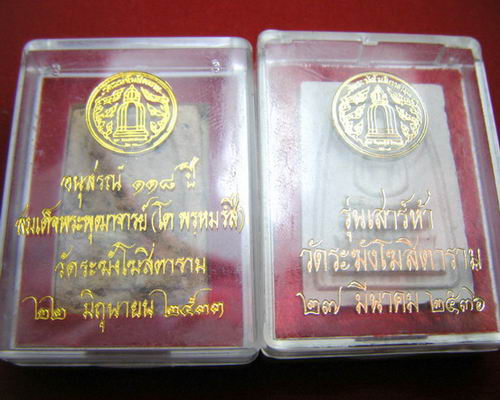 อนุสรณ์ ๑๑๘ ปี
สมเด็จพระพุฒาจารย์ (โต พรหมรังสี)
วัดระฆังโฆสิตาราม
๒๒ มิถุนายน ๒๕๓๓
รุ่นเสาร์ห้า
วัดระฆังโฆสิตาราม
๒๗ มีนาคม ๒๕๓๖